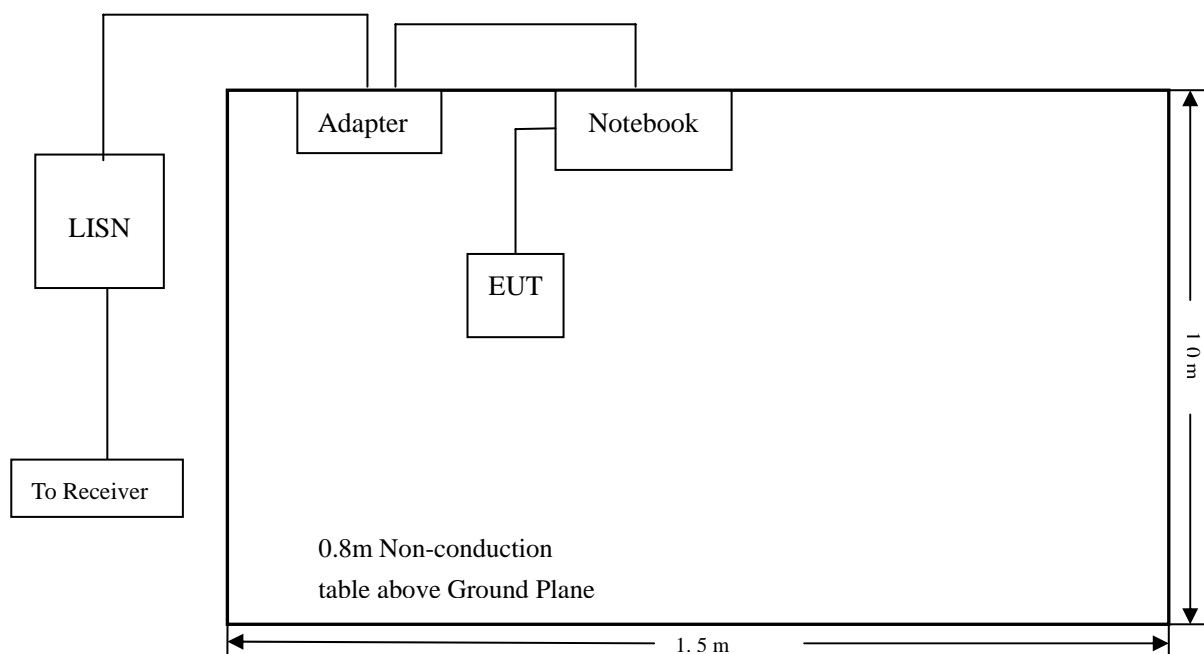 Adapter
Notebook
LISN
EUT
1 0 m
To Receiver
0.8m Non-conduction
table above Ground Plane
1. 5 m